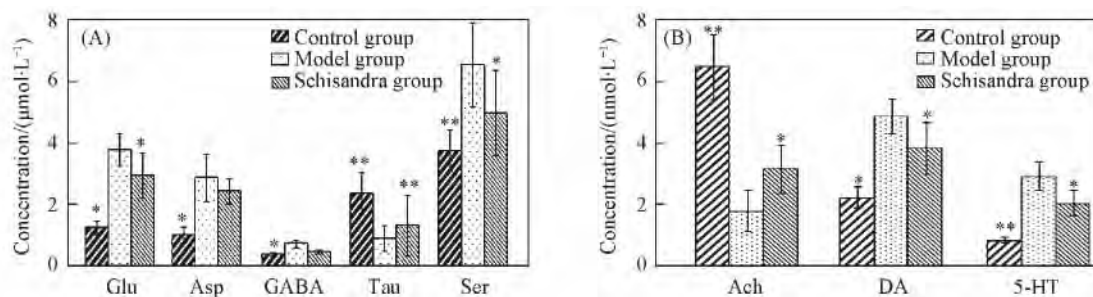 (A)
Control group
Model group
Schisandra group
Concentration/(μmol·L⁻¹)
8
6
4
2
0
* * * ** ** ** * *
Glu Asp GABA Tau Ser
(B)
Control group
Model group
Schisandra group
Concentration/(nmol·L⁻¹)
8
6
4
2
0
** * * * ** *
Ach DA 5-HT